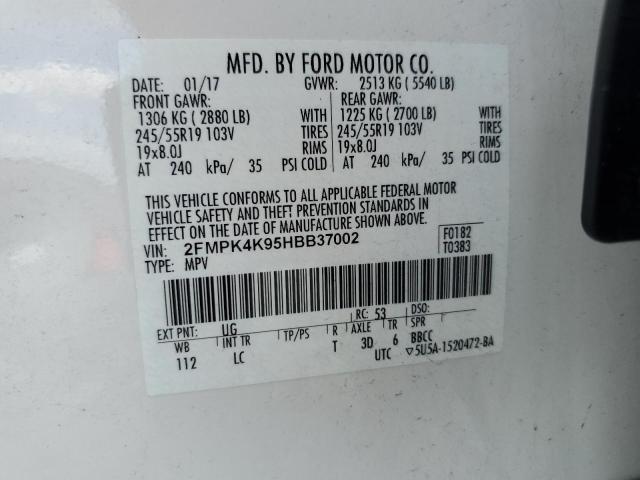 MFD. BY FORD MOTOR CO.
DATE: 01/17 GVWR: 2513 KG ( 5540 LB)
FRONT GAWR: REAR GAWR:
1306 KG ( 2880 LB) WITH 1225 KG ( 2700 LB) WITH
245/55R19 103V TIRES 245/55R19 103V TIRES
19x8.0J RIMS 19x8.0J RIMS
AT 240 kPa/ 35 PSI COLD AT 240 kPa/ 35 PSI COLD
THIS VEHICLE CONFORMS TO ALL APPLICABLE FEDERAL MOTOR
VEHICLE SAFETY AND THEFT PREVENTION STANDARDS IN
EFFECT ON THE DATE OF MANUFACTURE SHOWN ABOVE.
VIN: 2FMPK4K95HBB37002 F0182
TYPE: MPV T0383
EXT PNT: UG RC: 53 DSO:
WB INT TR TP/PS R AXLE TR SPR
112 LC T 3D 6 BBCC
UTC ▽5U5A-1520472-BA